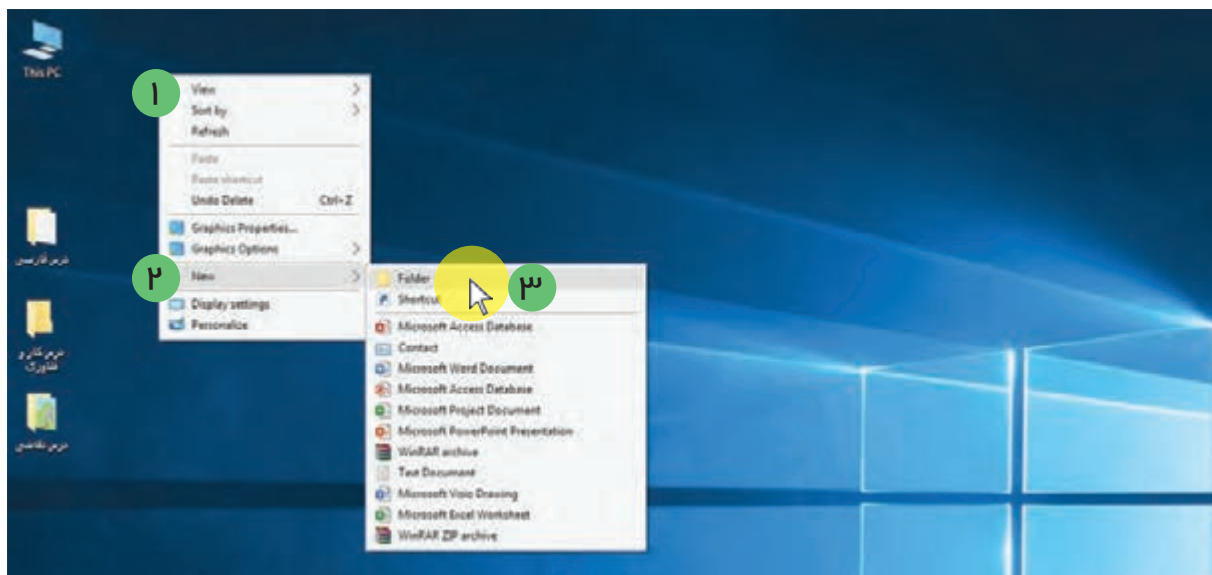 This PC
درس فارسی
درس کار و
فناوری
درس نقاشی
۱
View
Sort by
Refresh
Paste
Paste shortcut
Undo Delete Ctrl+Z
Graphics Properties...
Graphics Options
۲
New
Display settings
Personalize
Folder
۳
Shortcut
Microsoft Access Database
Contact
Microsoft Word Document
Microsoft Access Database
Microsoft Project Document
Microsoft PowerPoint Presentation
WinRAR archive
Text Document
Microsoft Visio Drawing
Microsoft Excel Worksheet
WinRAR ZIP archive